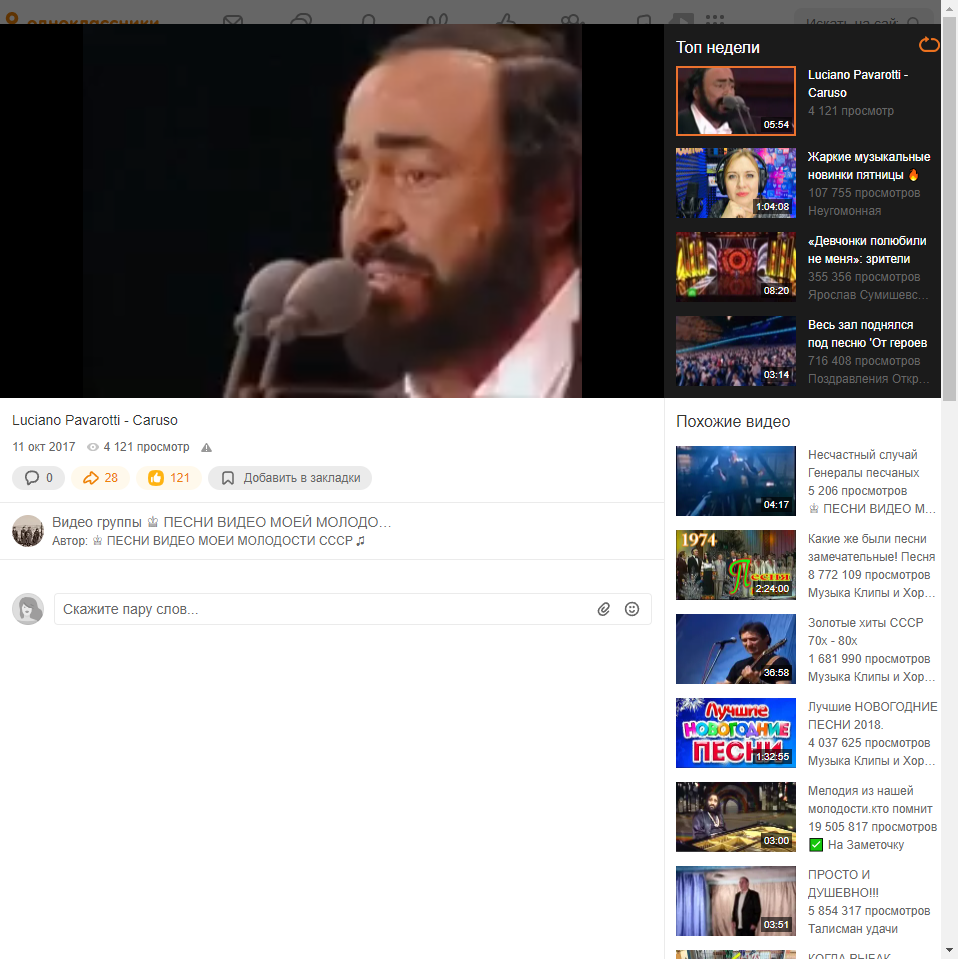 одноклассники
Искать на сай
Топ недели
Luciano Pavarotti -
Caruso
4 121 просмотр
05:54
Жаркие музыкальные
новинки пятницы 🔥
107 755 просмотров
Неугомонная
1:04:08
«Девчонки полюбили
не меня»: зрители
355 356 просмотров
Ярослав Сумишевс...
08:20
Весь зал поднялся
под песню 'От героев
716 408 просмотров
Поздравления Откр...
03:14
Luciano Pavarotti - Caruso
11 окт 2017 4 121 просмотр
0 28 121 Добавить в закладки
Видео группы ♔ ПЕСНИ ВИДЕО МОЕЙ МОЛОДО...
Автор: ♔ ПЕСНИ ВИДЕО МОЕЙ МОЛОДОСТИ СССР ♫
Скажите пару слов...
Похожие видео
Несчастный случай
Генералы песчаных
5 206 просмотров
♔ ПЕСНИ ВИДЕО М...
04:17
Какие же были песни
замечательные! Песня
8 772 109 просмотров
Музыка Клипы и Хор...
1974
Песня
2:24:00
Золотые хиты СССР
70х - 80х
1 681 990 просмотров
Музыка Клипы и Хор...
36:58
Лучшие НОВОГОДНИЕ
ПЕСНИ 2018.
4 037 625 просмотров
Музыка Клипы и Хор...
Лучшие
НОВОГОДНИЕ
ПЕСНИ
1:32:55
Мелодия из нашей
молодости.кто помнит
19 505 817 просмотров
✅ На Заметочку
03:00
ПРОСТО И
ДУШЕВНО!!!
5 854 317 просмотров
Талисман удачи
03:51